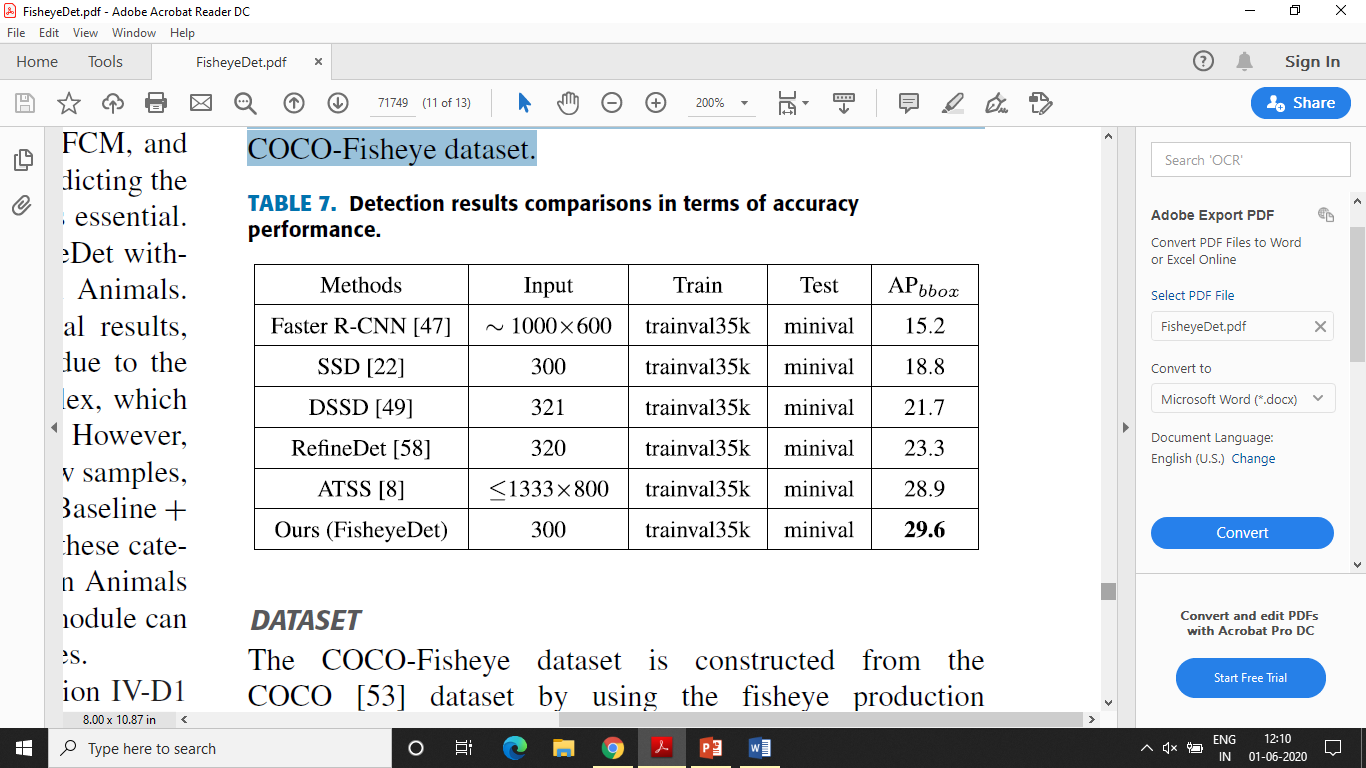 FisheyeDet.pdf - Adobe Acrobat Reader DC
File Edit View Window Help
Home Tools FisheyeDet.pdf × Sign In
71749 (11 of 13) 200% Share
FCM, and
dicting the
essential.
eDet with-
Animals.
al results,
due to the
lex, which
However,
w samples,
Baseline +
these cate-
n Animals
module can
es.
ion IV-D1
COCO-Fisheye dataset.
TABLE 7. Detection results comparisons in terms of accuracy
performance.
Methods Input Train Test AP_bbox
Faster R-CNN [47] ∼ 1000×600 trainval35k minival 15.2
SSD [22] 300 trainval35k minival 18.8
DSSD [49] 321 trainval35k minival 21.7
RefineDet [58] 320 trainval35k minival 23.3
ATSS [8] ≤1333×800 trainval35k minival 28.9
Ours (FisheyeDet) 300 trainval35k minival 29.6
DATASET
The COCO-Fisheye dataset is constructed from the
COCO [53] dataset by using the fisheye production
8.00 x 10.87 in
Search 'OCR'
Adobe Export PDF
Convert PDF Files to Word
or Excel Online
Select PDF File
FisheyeDet.pdf
Convert to
Microsoft Word (*.docx)
Document Language:
English (U.S.) Change
Convert
Convert and edit PDFs
with Acrobat Pro DC
Start Free Trial
Type here to search
ENG
IN
12:10
01-06-2020